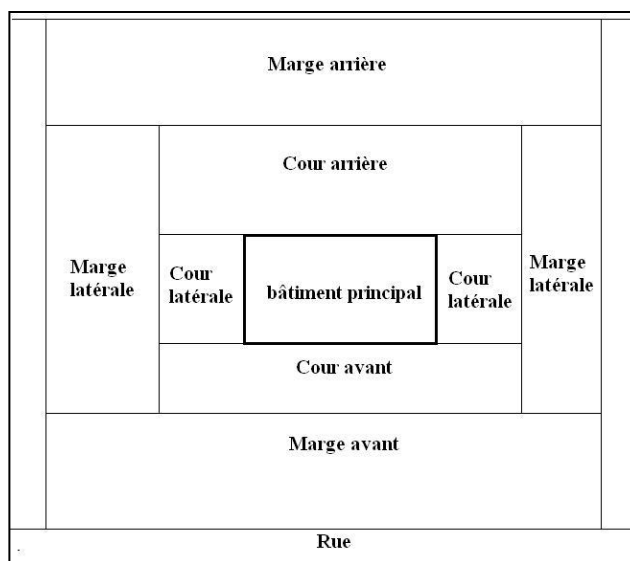 Marge arrière
Cour arrière
Marge
latérale
Cour
latérale
bâtiment principal
Cour
latérale
Marge
latérale
Cour avant
Marge avant
Rue